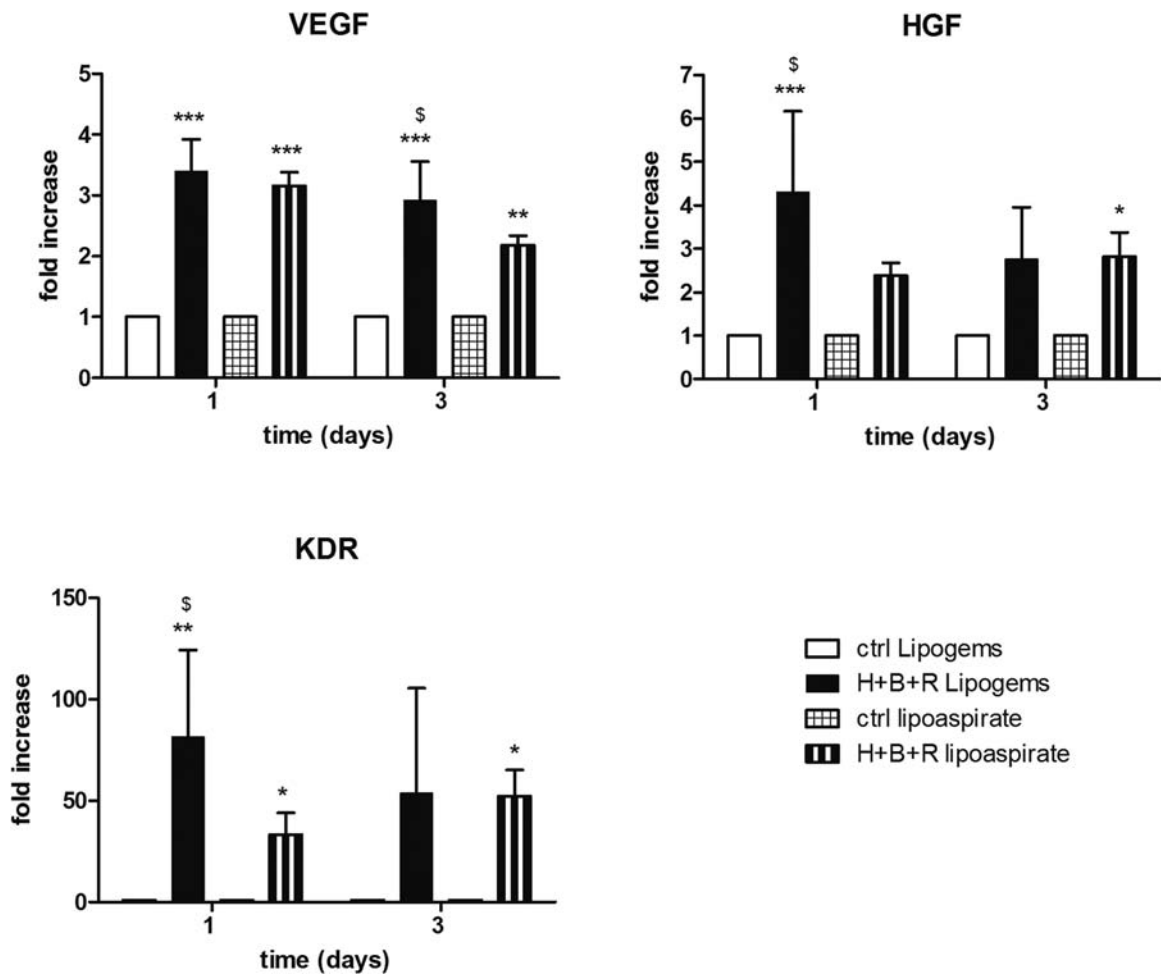 VEGF
fold increase
5
4
3
2
1
0
***
***
$
***
**
1
3
time (days)
HGF
fold increase
7
6
5
4
3
2
1
0
$
***
*
1
3
time (days)
KDR
fold increase
150
100
50
0
$
**
*
*
1
3
time (days)
ctrl Lipogems
H+B+R Lipogems
ctrl lipoaspirate
H+B+R lipoaspirate